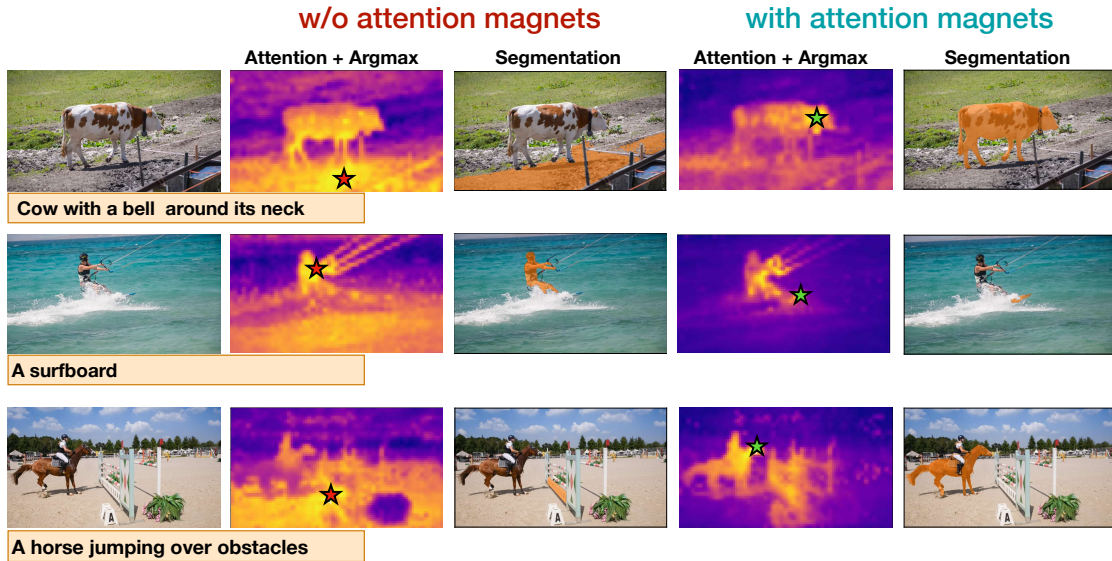 w/o attention magnets
with attention magnets
Attention + Argmax
Segmentation
Attention + Argmax
Segmentation
Cow with a bell around its neck
A surfboard
A
A horse jumping over obstacles